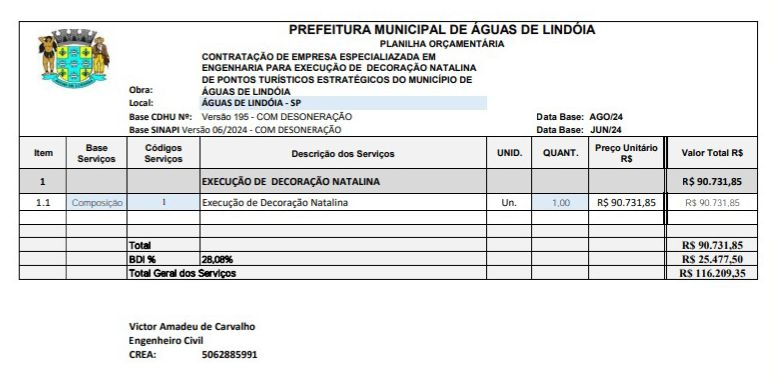 PREFEITURA MUNICIPAL DE ÁGUAS DE LINDÓIA
PLANILHA ORÇAMENTÁRIA
Obra: CONTRATAÇÃO DE EMPRESA ESPECIALIAZADA EM
ENGENHARIA PARA EXECUÇÃO DE DECORAÇÃO NATALINA
DE PONTOS TURÍSTICOS ESTRATÉGICOS DO MUNICÍPIO DE
ÁGUAS DE LINDÓIA
Local: ÁGUAS DE LINDÓIA - SP
Base CDHU Nº: Versão 195 - COM DESONERAÇÃO Data Base: AGO/24
Base SINAPI Versão 06/2024 - COM DESONERAÇÃO Data Base: JUN/24
Item Base Serviços Códigos Serviços Descrição dos Serviços UNID. QUANT. Preço Unitário R$ Valor Total R$
1 EXECUÇÃO DE DECORAÇÃO NATALINA R$ 90.731,85
1.1 Composição 1 Execução de Decoração Natalina Un. 1,00 R$ 90.731,85 R$ 90.731,85
Total R$ 90.731,85
BDI % 28,08% R$ 25.477,50
Total Geral dos Serviços R$ 116.209,35
Victor Amadeu de Carvalho
Engenheiro Civil
CREA: 5062885991